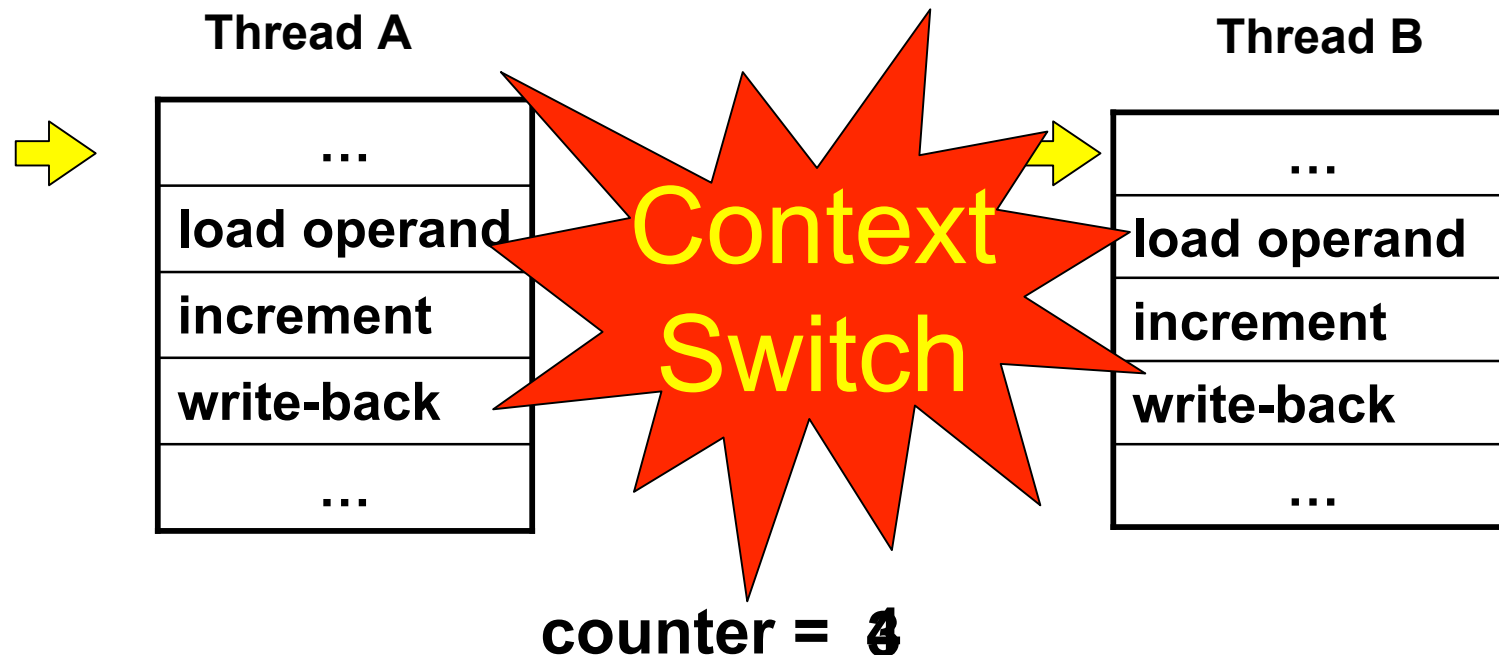 Thread A
Thread B
…
load operand
increment
write-back
…
Context
Switch
…
load operand
increment
write-back
…
counter =